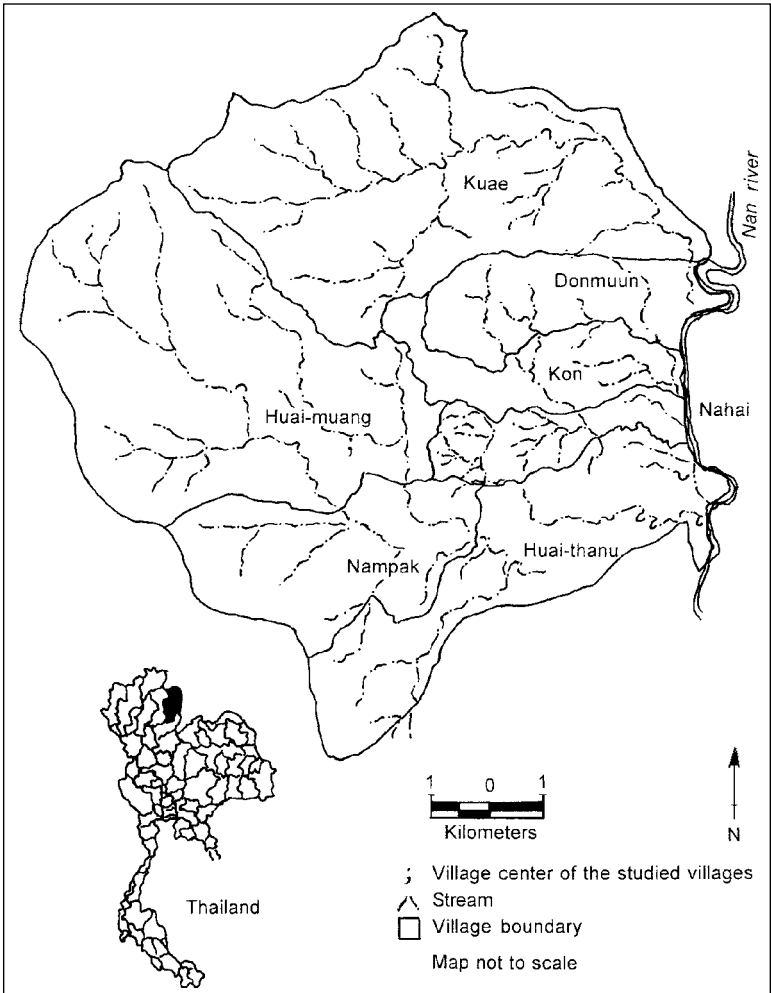 Kuae
Nan river
Donmuun
Kon
Nahai
Huai-muang
Huai-thanu
Nampak
1 0 1
Kilometers
N
Thailand
; Village center of the studied villages
Stream
Village boundary
Map not to scale